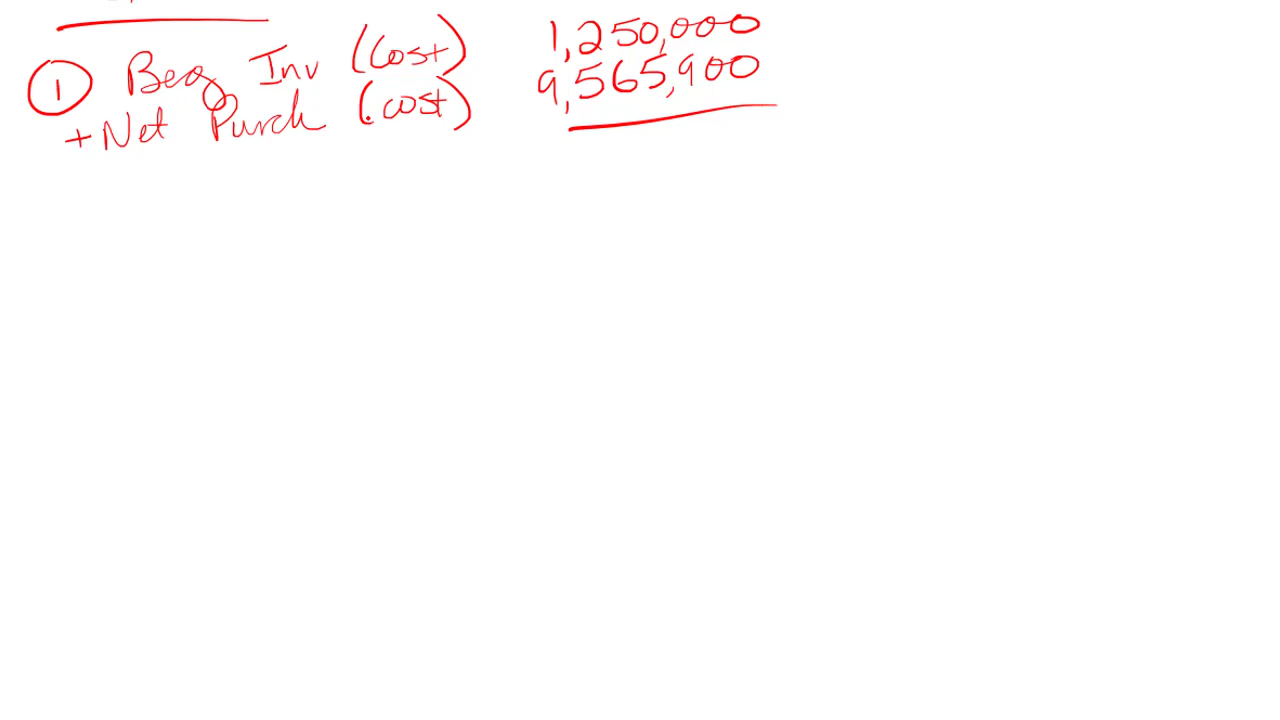 ① Beg Inv (Cost) 1,250,000
+ Net Purch (cost) 9,565,900